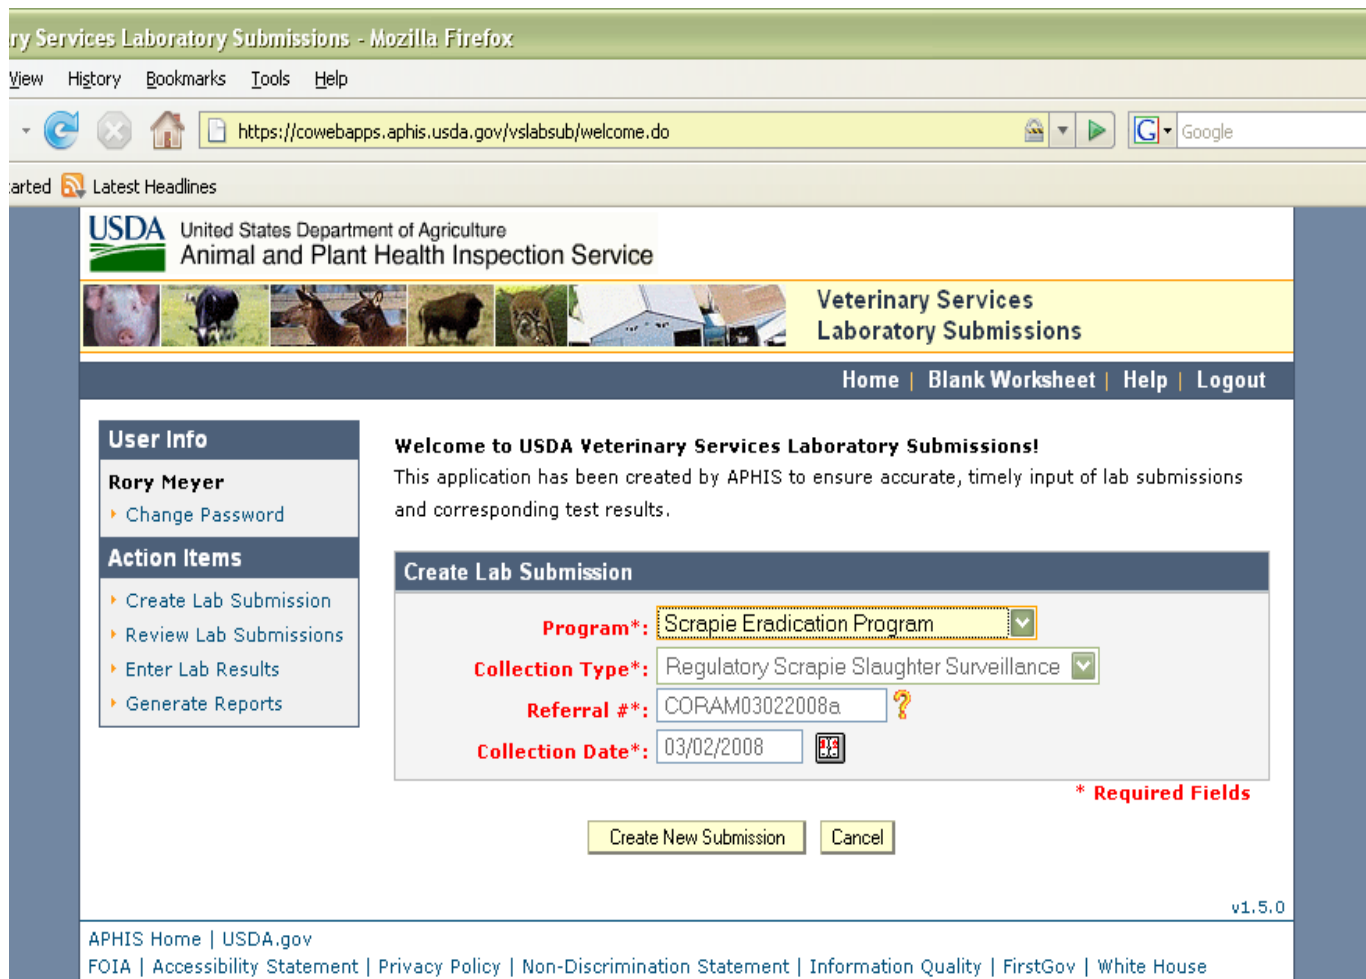 ry Services Laboratory Submissions - Mozilla Firefox
View History Bookmarks Tools Help
https://cowebapps.aphis.usda.gov/vslabsub/welcome.do G Google
arted Latest Headlines
USDA United States Department of Agriculture
Animal and Plant Health Inspection Service
Veterinary Services
Laboratory Submissions
Home | Blank Worksheet | Help | Logout
User Info
Rory Meyer
Change Password
Action Items
Create Lab Submission
Review Lab Submissions
Enter Lab Results
Generate Reports
Welcome to USDA Veterinary Services Laboratory Submissions!
This application has been created by APHIS to ensure accurate, timely input of lab submissions
and corresponding test results.
Create Lab Submission
Program*: Scrapie Eradication Program
Collection Type*: Regulatory Scrapie Slaughter Surveillance
Referral #*: CORAM03022008a ?
Collection Date*: 03/02/2008
* Required Fields
Create New Submission Cancel
v1.5.0
APHIS Home | USDA.gov
FOIA | Accessibility Statement | Privacy Policy | Non-Discrimination Statement | Information Quality | FirstGov | White House